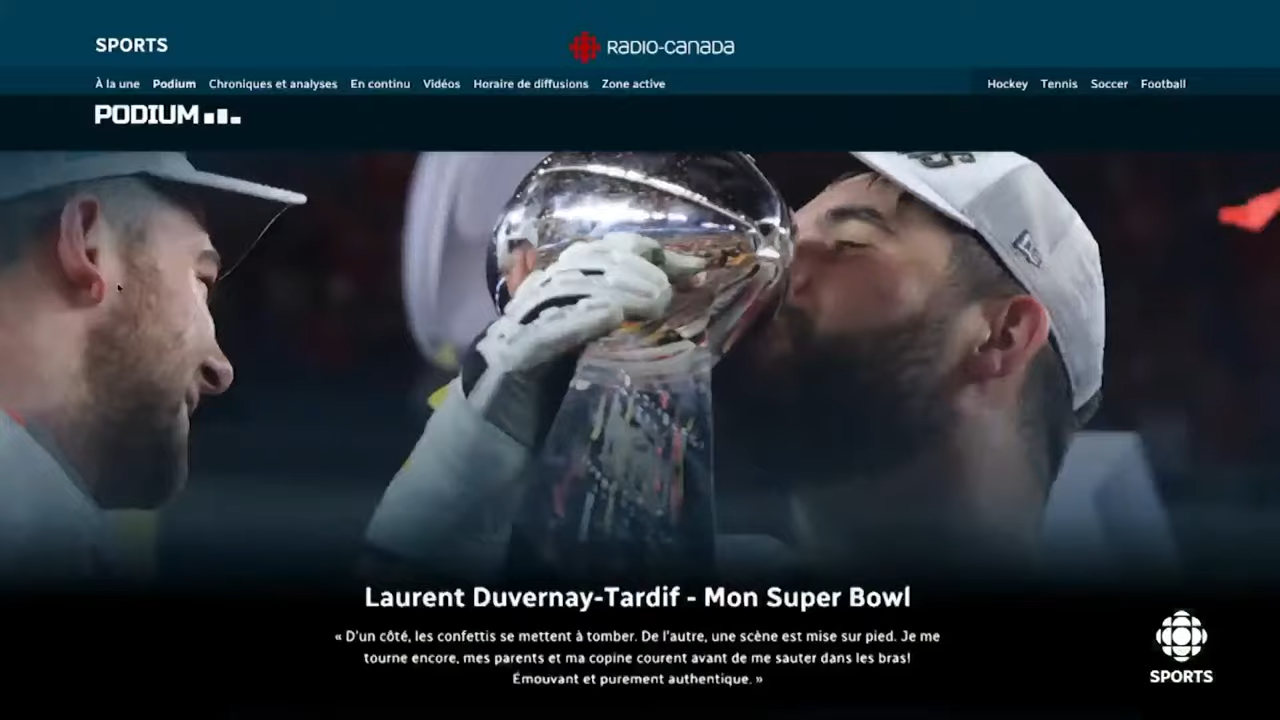 SPORTS
RADIO-CANADA
À la une Podium Chroniques et analyses En continu Vidéos Horaire de diffusions Zone active
Hockey Tennis Soccer Football
PODIUM
Laurent Duvernay-Tardif - Mon Super Bowl
« D'un côté, les confettis se mettent à tomber. De l'autre, une scène est mise sur pied. Je me
tourne encore, mes parents et ma copine courent avant de me sauter dans les bras!
Émouvant et purement authentique. »
SPORTS